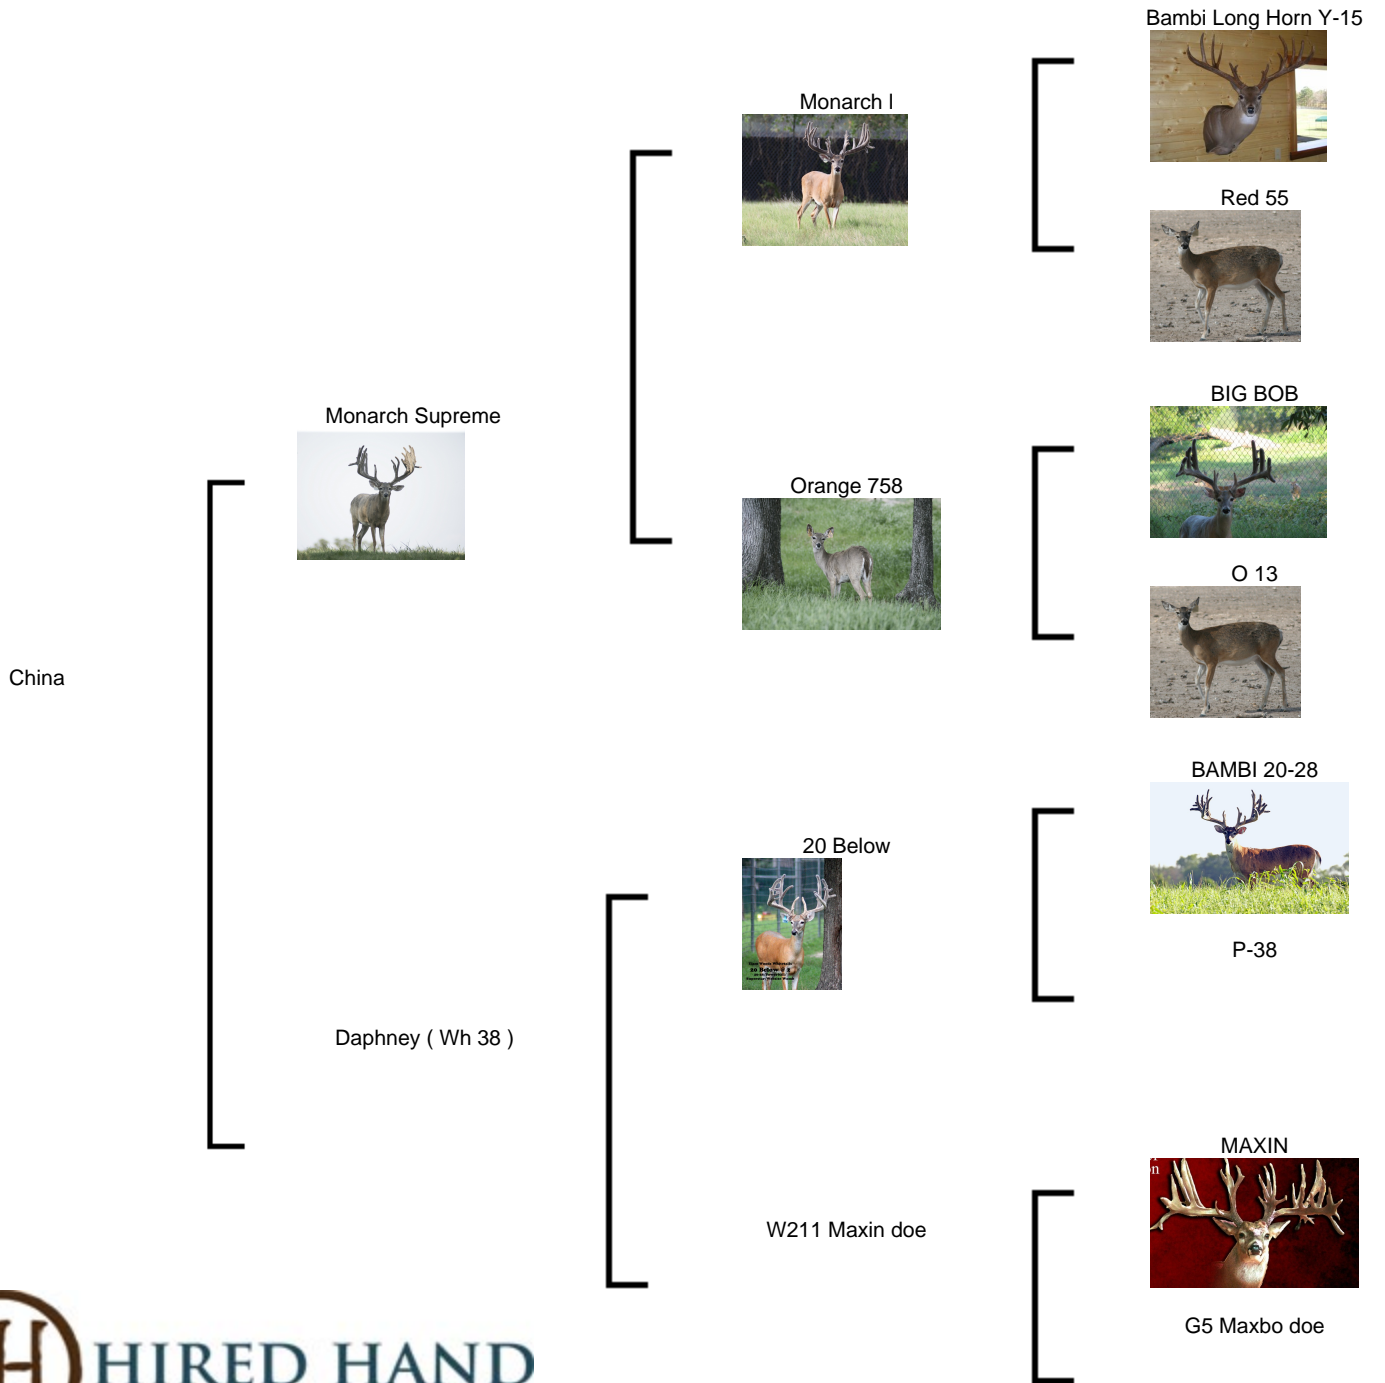 Bambi Long Horn Y-15
Monarch I
Red 55
Monarch Supreme
BIG BOB
Orange 758
O 13
China
BAMBI 20-28
20 Below
P-38
Daphney ( Wh 38 )
MAXIN
W211 Maxin doe
G5 Maxbo doe
H HIRED HAND